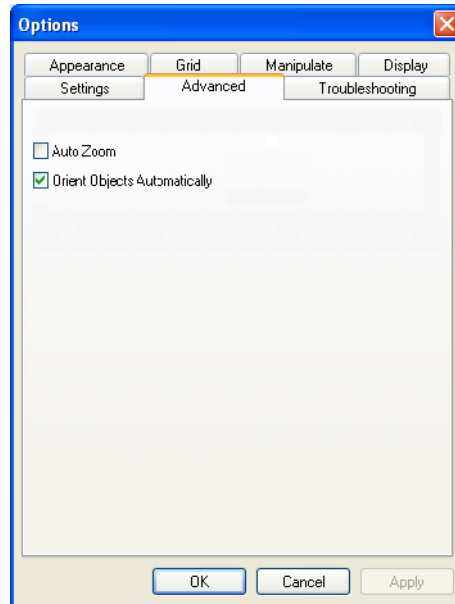 Options
Appearance Grid Manipulate Display
Settings Advanced Troubleshooting
Auto Zoom
Orient Objects Automatically
OK Cancel Apply